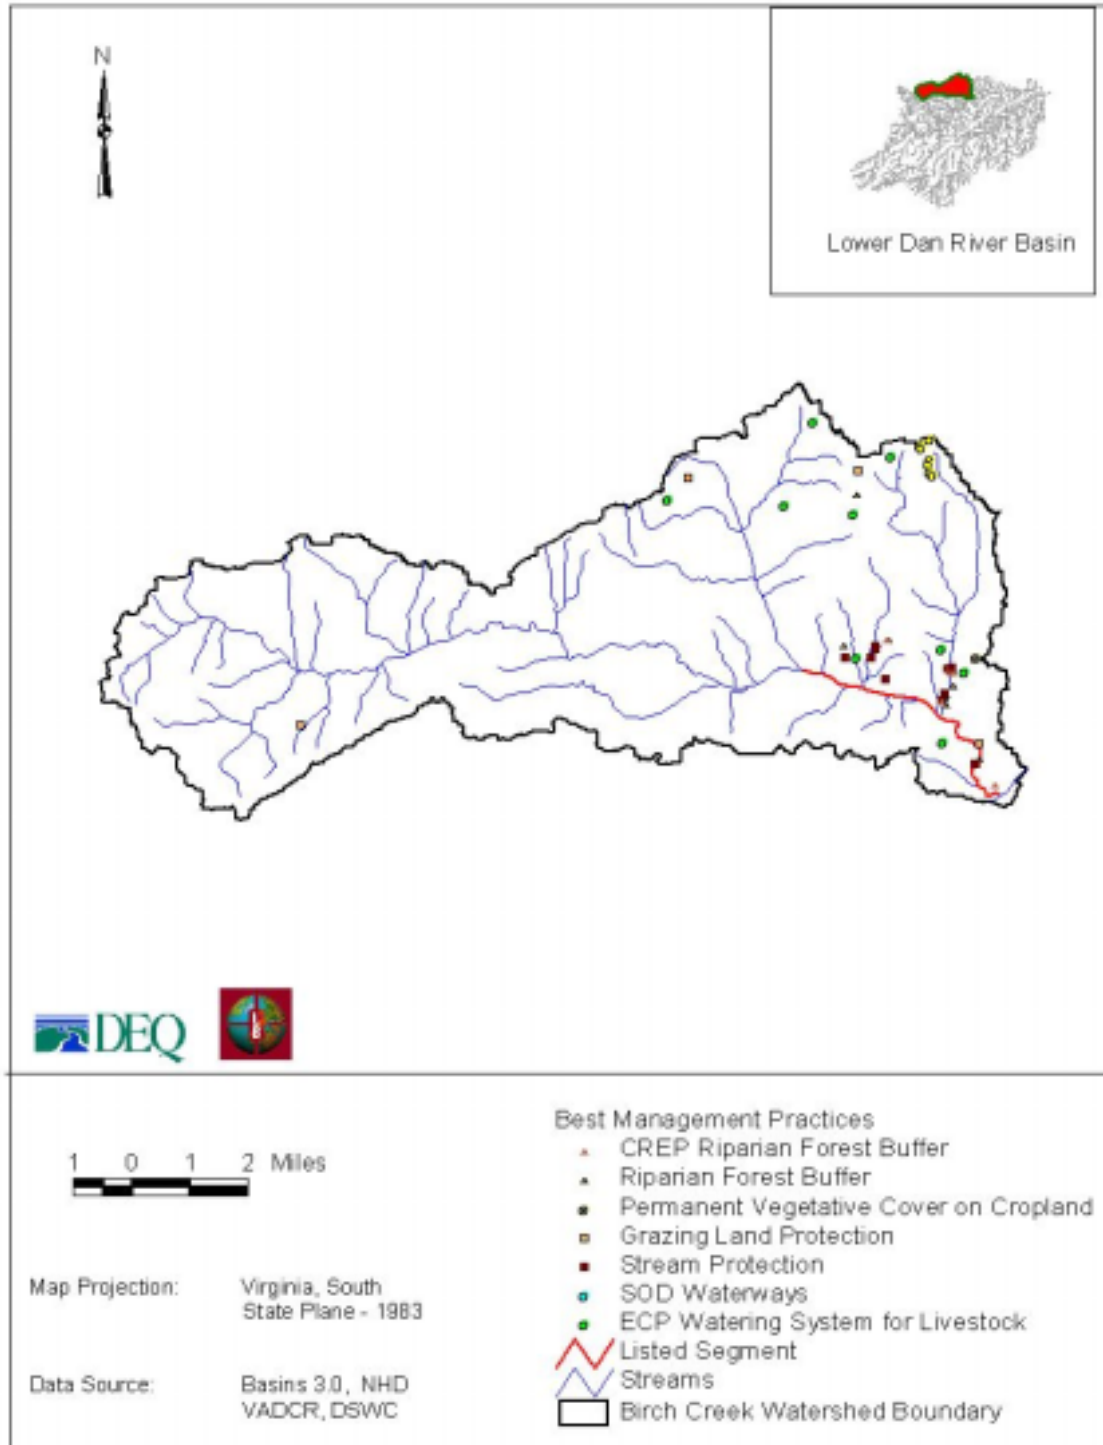 N
Lower Dan River Basin
DEQ
1 0 1 2 Miles
Map Projection: Virginia, South
State Plane - 1983
Data Source: Basins 3.0, NHD
VADCR, DSWC
Best Management Practices
CREP Riparian Forest Buffer
Riparian Forest Buffer
Permanent Vegetative Cover on Cropland
Grazing Land Protection
Stream Protection
SOD Waterways
ECP Watering System for Livestock
Listed Segment
Streams
Birch Creek Watershed Boundary